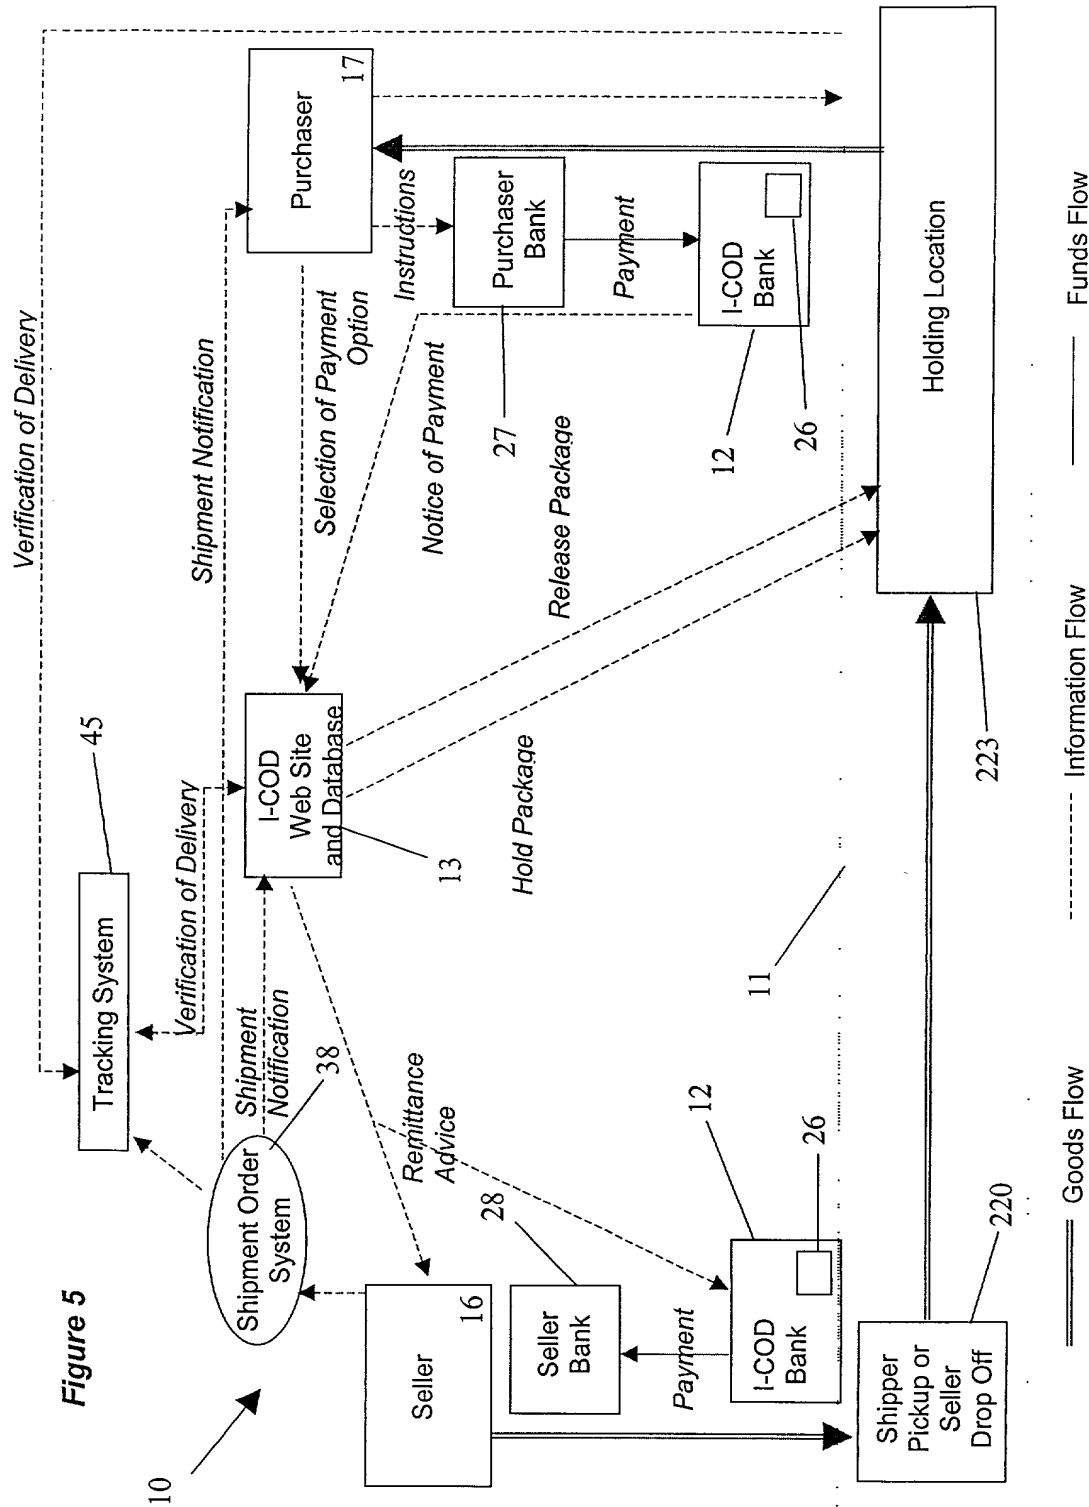 Figure 5
10
Verification of Delivery
Tracking System
45
Verification of Delivery
Shipment Notification
Shipment Order
System
38
Shipment
Notification
I-COD
Web Site
and Database
13
Purchaser
17
Selection of Payment
Option
Instructions
Notice of Payment
Purchaser
Bank
27
Payment
I-COD
Bank
12
26
Release Package
Hold Package
Seller
16
Remittance
Advice
Seller
Bank
28
Payment
I-COD
Bank
12
26
11
Shipper
Pickup or
Seller
Drop Off
220
Holding Location
223
Goods Flow
Information Flow
Funds Flow